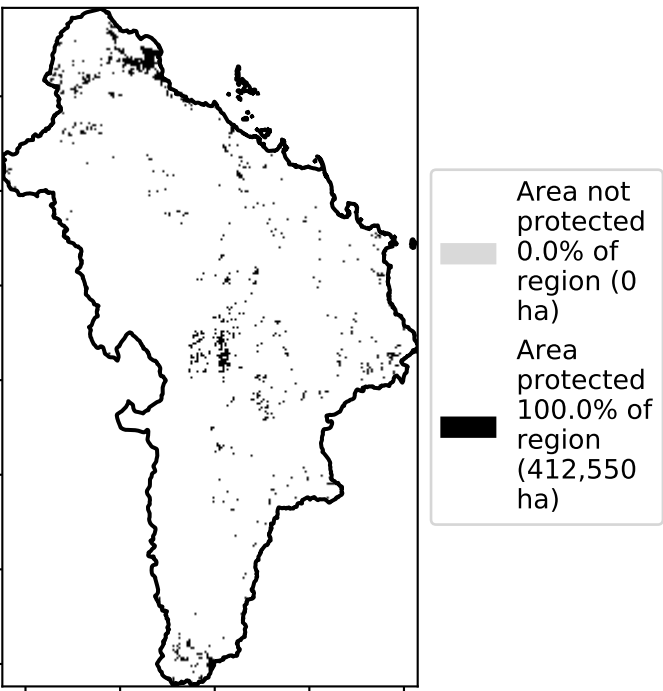 Area not
protected
0.0% of
region (0
ha)
Area
protected
100.0% of
region
(412,550
ha)